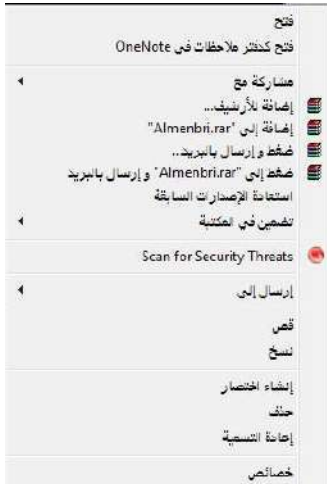 فتح
فتح كدفتر ملاحظات في OneNote
مشاركة مع
إضافة للأرشيف...
إضافة إلى "Almenbri.rar"
ضغط و إرسال بالبريد...
ضغط إلى "Almenbri.rar" و إرسال بالبريد
استعادة الإصدارات السابقة
تضمين في المكتبة
Scan for Security Threats
إرسال إلى
قص
نسخ
إنشاء اختصار
حذف
إعادة التسمية
خصائص